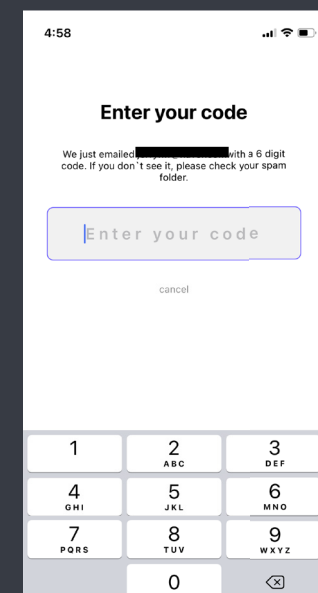 4:58
Enter your code
We just emailed with a 6 digit
code. If you don`t see it, please check your spam
folder.
Enter your code
cancel
1
2
ABC
3
DEF
4
GHI
5
JKL
6
MNO
7
PQRS
8
TUV
9
WXYZ
0